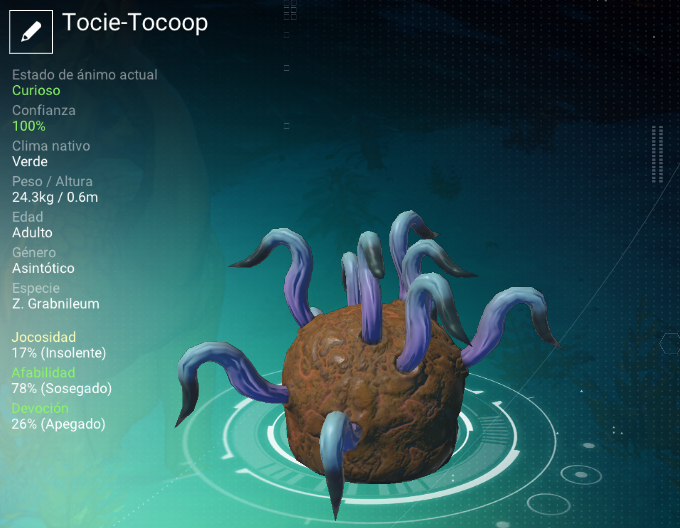 Tocie-Tocoop
Estado de ánimo actual
Curioso
Confianza
100%
Clima nativo
Verde
Peso / Altura
24.3kg / 0.6m
Edad
Adulto
Género
Asintótico
Especie
Z. Grabnileum
Jocosidad
17% (Insolente)
Afabilidad
78% (Sosegado)
Devoción
26% (Apegado)